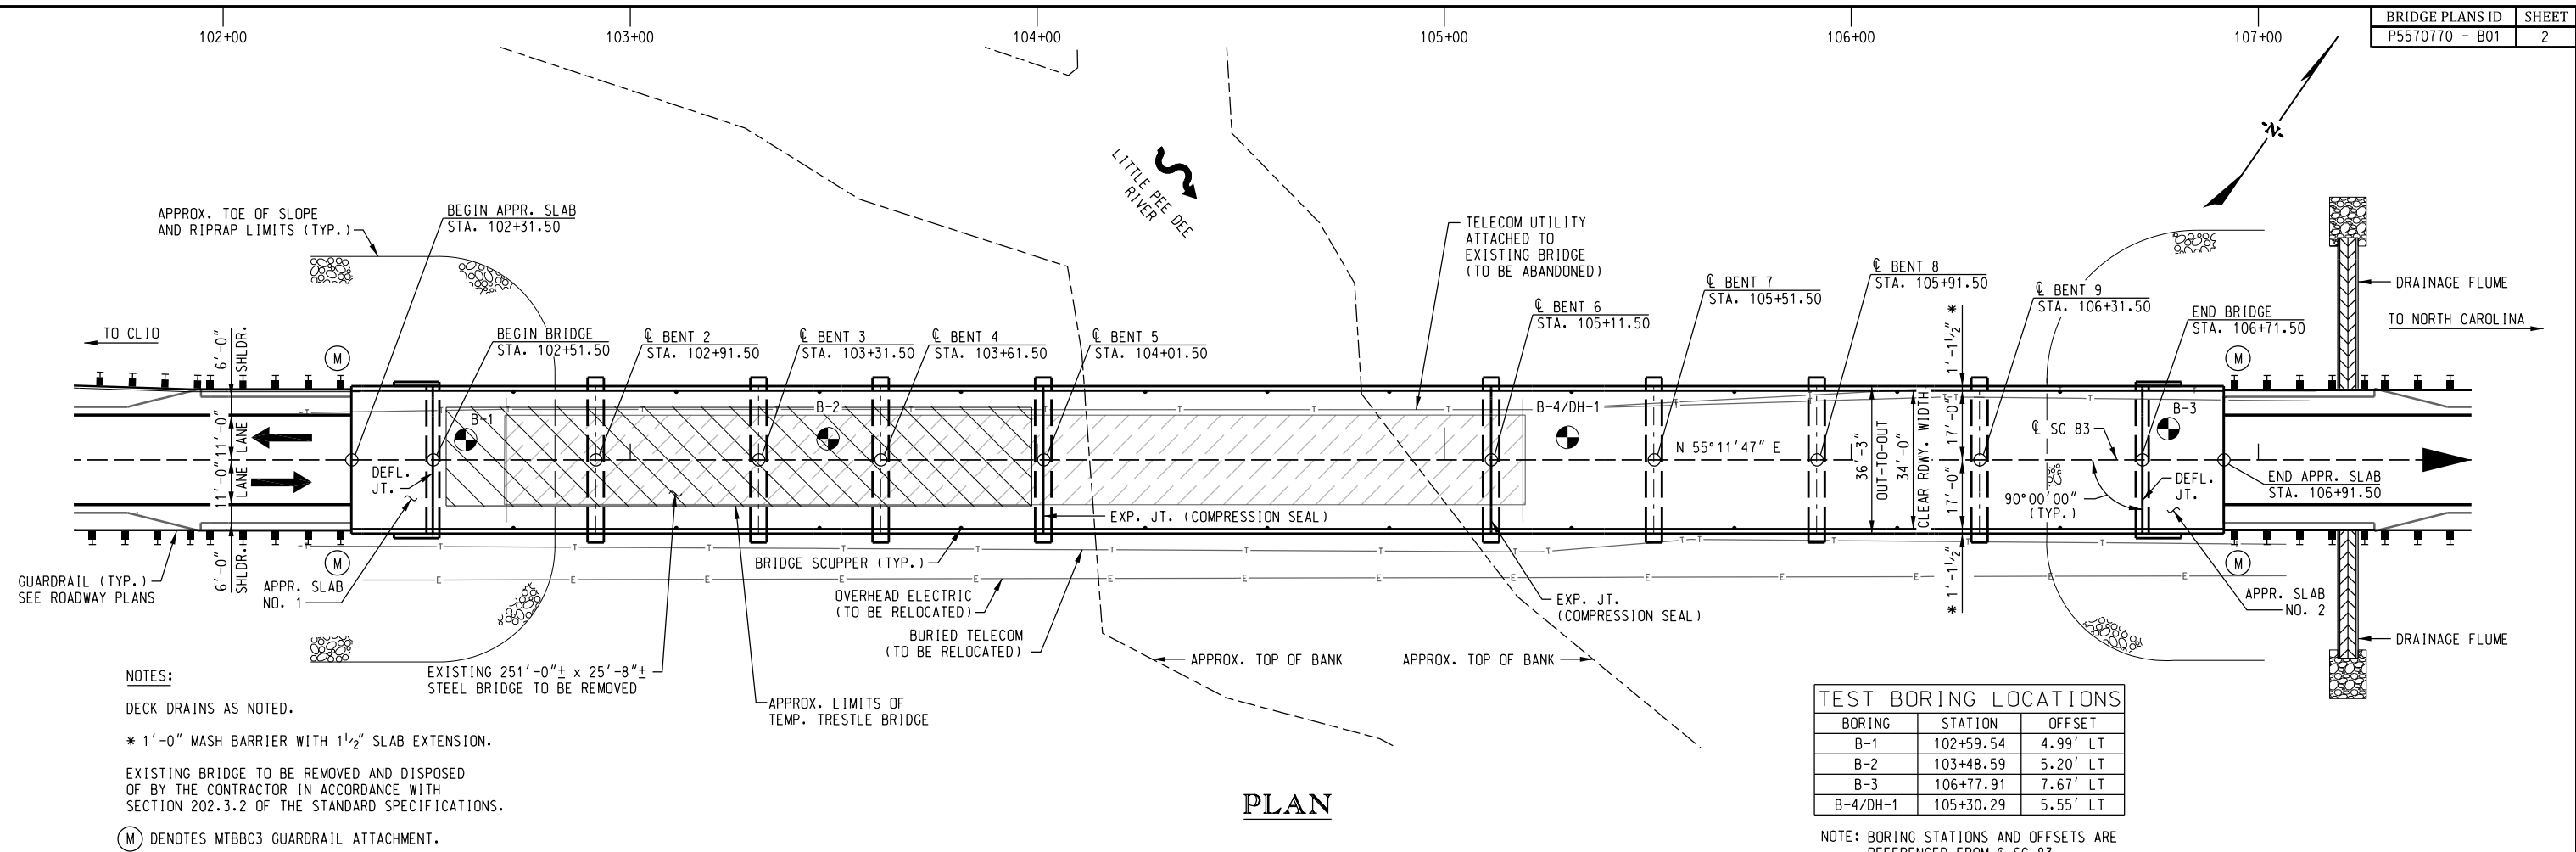 BRIDGE PLANS ID SHEET
P5570770 - B01 2
102+00 103+00 104+00 105+00 106+00 107+00
-N-
LITTLE PEE DEE
RIVER
APPROX. TOE OF SLOPE
AND RIPRAP LIMITS (TYP.)
BEGIN APPR. SLAB
STA. 102+31.50
TELECOM UTILITY
ATTACHED TO
EXISTING BRIDGE
(TO BE ABANDONED)
TO CLIO
6'-0"
SHLDR.
M
BEGIN BRIDGE
STA. 102+51.50
℄ BENT 2
STA. 102+91.50
℄ BENT 3
STA. 103+31.50
℄ BENT 4
STA. 103+61.50
℄ BENT 5
STA. 104+01.50
℄ BENT 6
STA. 105+11.50
℄ BENT 7
STA. 105+51.50
℄ BENT 8
STA. 105+91.50
℄ BENT 9
STA. 106+31.50
END BRIDGE
STA. 106+71.50
M
DRAINAGE FLUME
TO NORTH CAROLINA
1'-1½" *
B-1
B-2
B-4/DH-1
B-3
11'-0"
LANE
11'-0"
LANE
DEFL.
JT.
N 55°11'47" E
36'-3"
OUT-TO-OUT
34'-0"
CLEAR RDWY. WIDTH
17'-0"
17'-0"
℄ SC 83
90°00'00"
(TYP.)
DEFL.
JT.
END APPR. SLAB
STA. 106+91.50
EXP. JT. (COMPRESSION SEAL)
BRIDGE SCUPPER (TYP.)
* 1'-1½"
6'-0"
SHLDR.
M
M
GUARDRAIL (TYP.)
SEE ROADWAY PLANS
APPR. SLAB
NO. 1
OVERHEAD ELECTRIC
(TO BE RELOCATED)
BURIED TELECOM
(TO BE RELOCATED)
EXP. JT.
(COMPRESSION SEAL)
APPR. SLAB
NO. 2
DRAINAGE FLUME
APPROX. TOP OF BANK
APPROX. TOP OF BANK
EXISTING 251'-0"± x 25'-8"±
STEEL BRIDGE TO BE REMOVED
APPROX. LIMITS OF
TEMP. TRESTLE BRIDGE
NOTES:
DECK DRAINS AS NOTED.
* 1'-0" MASH BARRIER WITH 1½" SLAB EXTENSION.
EXISTING BRIDGE TO BE REMOVED AND DISPOSED
OF BY THE CONTRACTOR IN ACCORDANCE WITH
SECTION 202.3.2 OF THE STANDARD SPECIFICATIONS.
M DENOTES MTBBC3 GUARDRAIL ATTACHMENT.
PLAN
TEST BORING LOCATIONS
BORING STATION OFFSET
B-1 102+59.54 4.99' LT
B-2 103+48.59 5.20' LT
B-3 106+77.91 7.67' LT
B-4/DH-1 105+30.29 5.55' LT
NOTE: BORING STATIONS AND OFFSETS ARE